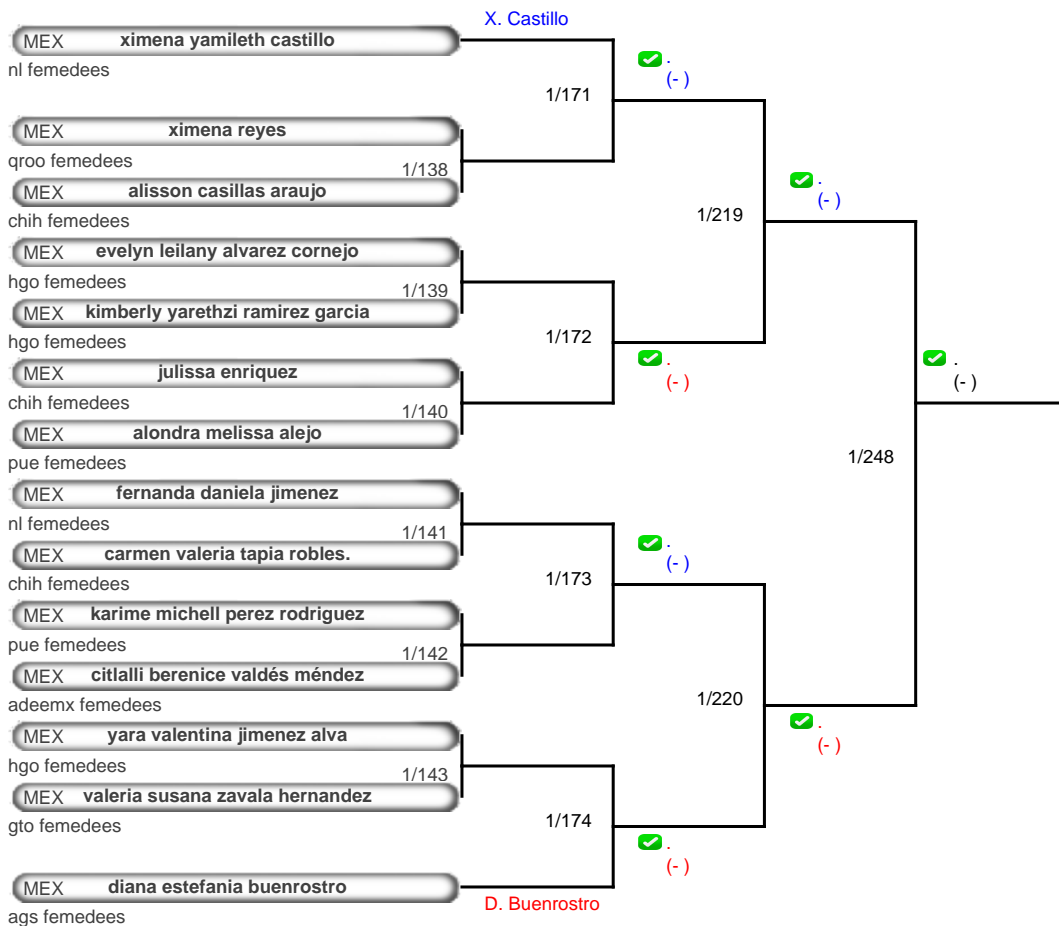 X. Castillo
MEX ximena yamileth castillo
nl femedees
.
(- )
1/171
MEX ximena reyes
qroo femedees
1/138
MEX alisson casillas araujo
chih femedees
.
(- )
1/219
MEX evelyn leilany alvarez cornejo
hgo femedees
1/139
MEX kimberly yarethzi ramirez garcia
hgo femedees
1/172
.
(- )
MEX julissa enriquez
chih femedees
1/140
MEX alondra melissa alejo
pue femedees
.
(- )
1/248
MEX fernanda daniela jimenez
nl femedees
1/141
MEX carmen valeria tapia robles.
chih femedees
.
(- )
1/173
MEX karime michell perez rodriguez
pue femedees
1/142
MEX citlalli berenice valdés méndez
adeemx femedees
1/220
.
(- )
MEX yara valentina jimenez alva
hgo femedees
1/143
MEX valeria susana zavala hernandez
gto femedees
1/174
.
(- )
MEX diana estefania buenrostro
D. Buenrostro
ags femedees